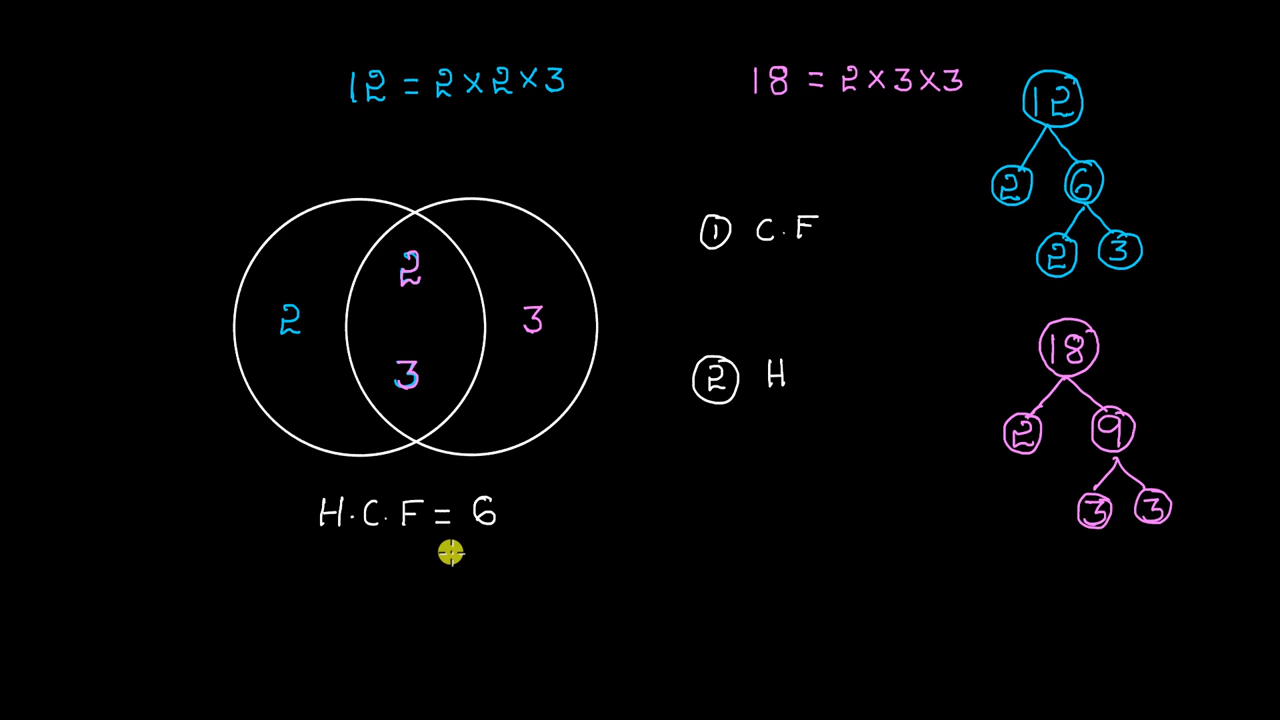 12 = 2 × 2 × 3
18 = 2 × 3 × 3
12
2 6
2 3
2
2
3
3
① C.F
② H
18
2 9
3 3
H.C.F = 6